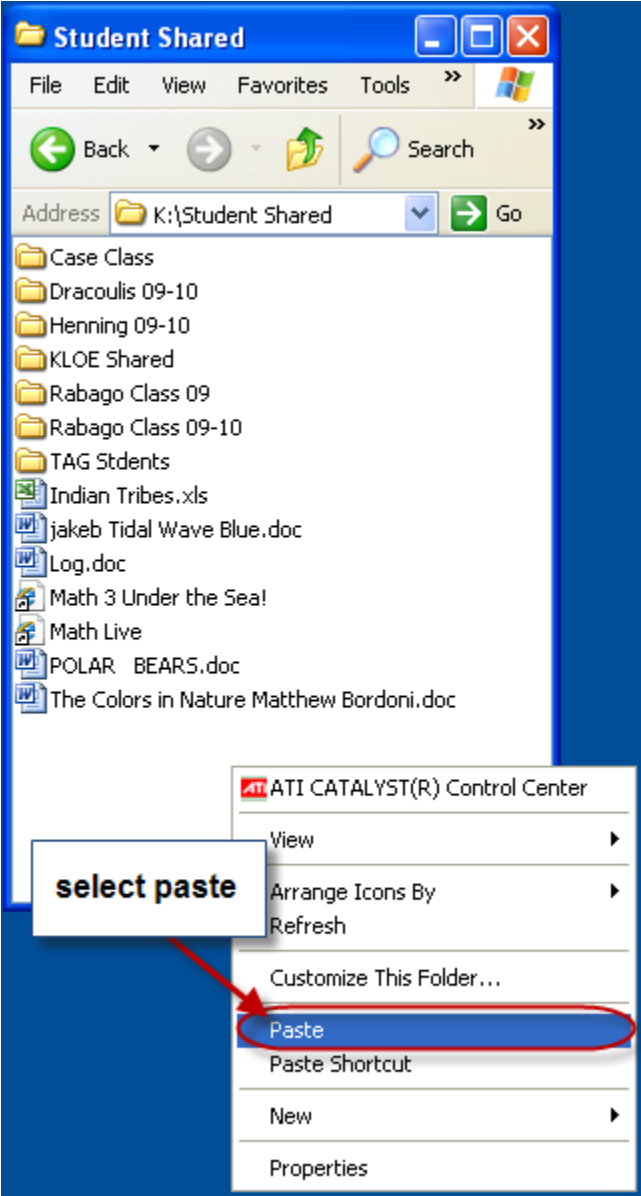 Student Shared
File Edit View Favorites Tools »
Back Search »
Address K:\Student Shared Go
Case Class
Dracoulis 09-10
Henning 09-10
KLOE Shared
Rabago Class 09
Rabago Class 09-10
TAG Stdents
Indian Tribes.xls
jakeb Tidal Wave Blue.doc
Log.doc
Math 3 Under the Sea!
Math Live
POLAR   BEARS.doc
The Colors in Nature Matthew Bordoni.doc
ATI ATI CATALYST(R) Control Center
View
select paste
Arrange Icons By
Refresh
Customize This Folder...
Paste
Paste Shortcut
New
Properties